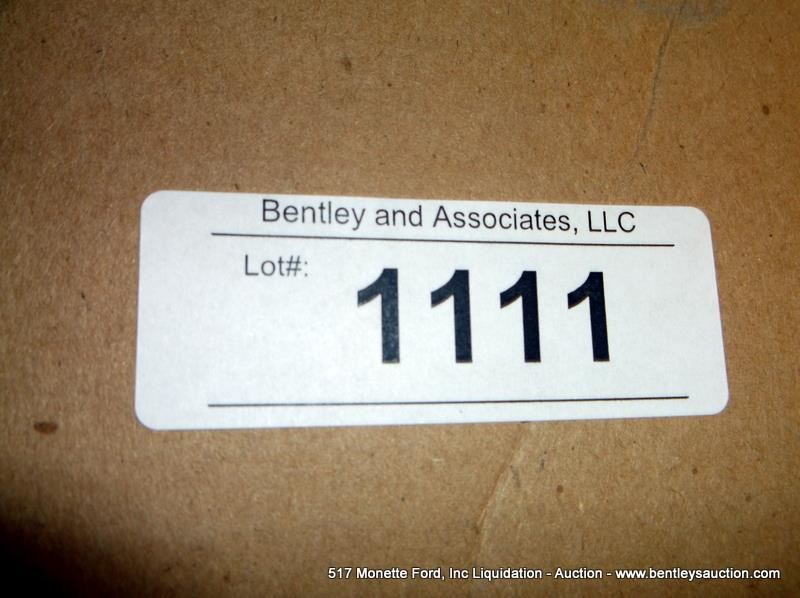 Bentley and Associates, LLC
Lot#:
1111
517 Monette Ford, Inc Liquidation - Auction - www.bentleysauction.com